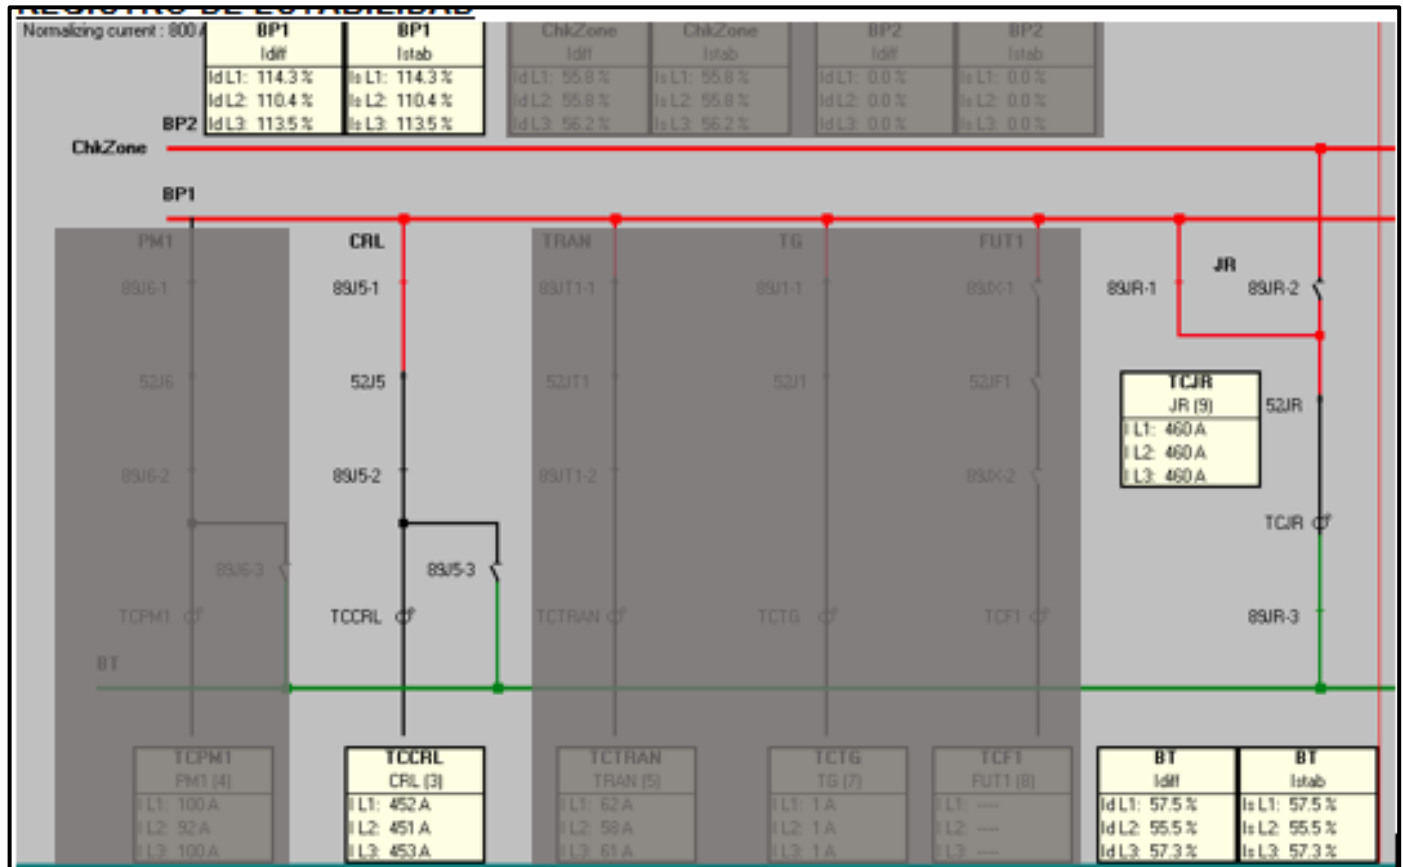 REGISTRO DE ESTABILIDAD
Normalizing current : 800 A
BP1
Idiff
Id L1: 114.3 %
Id L2: 110.4 %
Id L3: 113.5 %
BP1
Istab
Is L1: 114.3 %
Is L2: 110.4 %
Is L3: 113.5 %
ChkZone
Idiff
Id L1: 55.8 %
Id L2: 55.8 %
Id L3: 56.2 %
ChkZone
Istab
Is L1: 55.8 %
Is L2: 55.8 %
Is L3: 56.2 %
BP2
Idiff
Id L1: 0.0 %
Id L2: 0.0 %
Id L3: 0.0 %
BP2
Istab
Is L1: 0.0 %
Is L2: 0.0 %
Is L3: 0.0 %
BP2
ChkZone
BP1
PM1
CRL
TRAN
TG
FUT1
JR
89J6-1
89J5-1
89JT1-1
89J1-1
89JX-1
89JR-1
89JR-2
52J6
52J5
52JT1
52J1
52JF1
TCJR
JR (9)
I L1: 460 A
I L2: 460 A
I L3: 460 A
52JR
89J6-2
89J5-2
89JT1-2
89JX-2
TCJR
89J6-3
89J5-3
TCPM1
TCCRL
TCTRAN
TCTG
TCF1
89JR-3
BT
TCPM1
PM1 (4)
I L1: 100 A
I L2: 92 A
I L3: 100 A
TCCRL
CRL (3)
I L1: 452 A
I L2: 451 A
I L3: 453 A
TCTRAN
TRAN (5)
I L1: 62 A
I L2: 58 A
I L3: 61 A
TCTG
TG (7)
I L1: 1 A
I L2: 1 A
I L3: 1 A
TCF1
FUT1 (8)
I L1: ----
I L2: ----
I L3: ----
BT
Idiff
Id L1: 57.5 %
Id L2: 55.5 %
Id L3: 57.3 %
BT
Istab
Is L1: 57.5 %
Is L2: 55.5 %
Is L3: 57.3 %